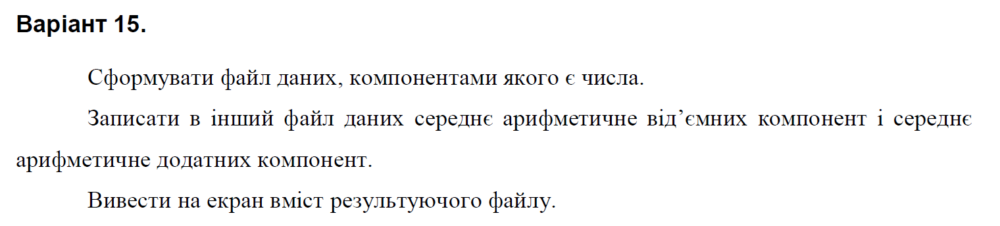 Варіант 15.
Сформувати файл даних, компонентами якого є числа.
Записати в інший файл даних середнє арифметичне від’ємних компонент і середнє
арифметичне додатних компонент.
Вивести на екран вміст результуючого файлу.